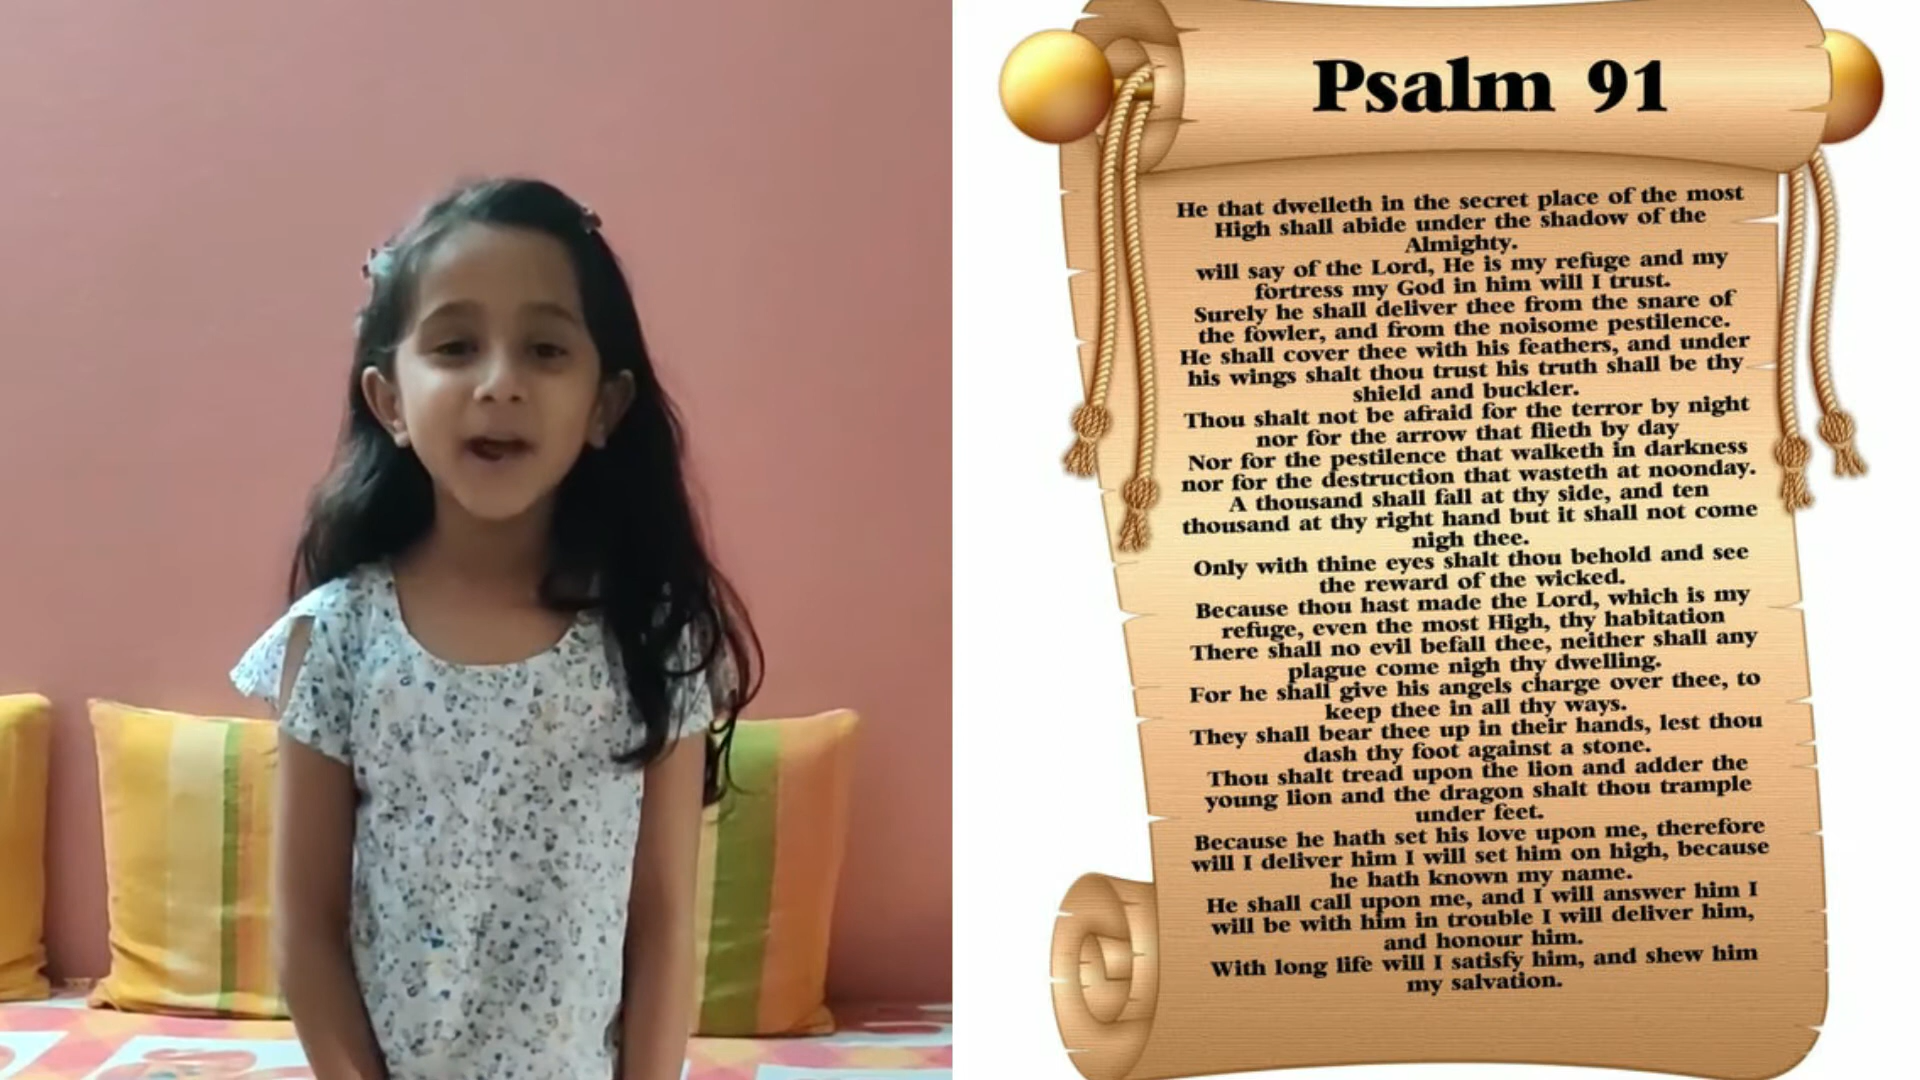 Psalm 91
He that dwelleth in the secret place of the most
High shall abide under the shadow of the
Almighty.
will say of the Lord, He is my refuge and my
fortress my God in him will I trust.
Surely he shall deliver thee from the snare of
the fowler, and from the noisome pestilence.
He shall cover thee with his feathers, and under
his wings shalt thou trust his truth shall be thy
shield and buckler.
Thou shalt not be afraid for the terror by night
nor for the arrow that flieth by day
Nor for the pestilence that walketh in darkness
nor for the destruction that wasteth at noonday.
A thousand shall fall at thy side, and ten
thousand at thy right hand but it shall not come
nigh thee.
Only with thine eyes shalt thou behold and see
the reward of the wicked.
Because thou hast made the Lord, which is my
refuge, even the most High, thy habitation
There shall no evil befall thee, neither shall any
plague come nigh thy dwelling.
For he shall give his angels charge over thee, to
keep thee in all thy ways.
They shall bear thee up in their hands, lest thou
dash thy foot against a stone.
Thou shalt tread upon the lion and adder the
young lion and the dragon shalt thou trample
under feet.
Because he hath set his love upon me, therefore
will I deliver him I will set him on high, because
he hath known my name.
He shall call upon me, and I will answer him I
will be with him in trouble I will deliver him,
and honour him.
With long life will I satisfy him, and shew him
my salvation.